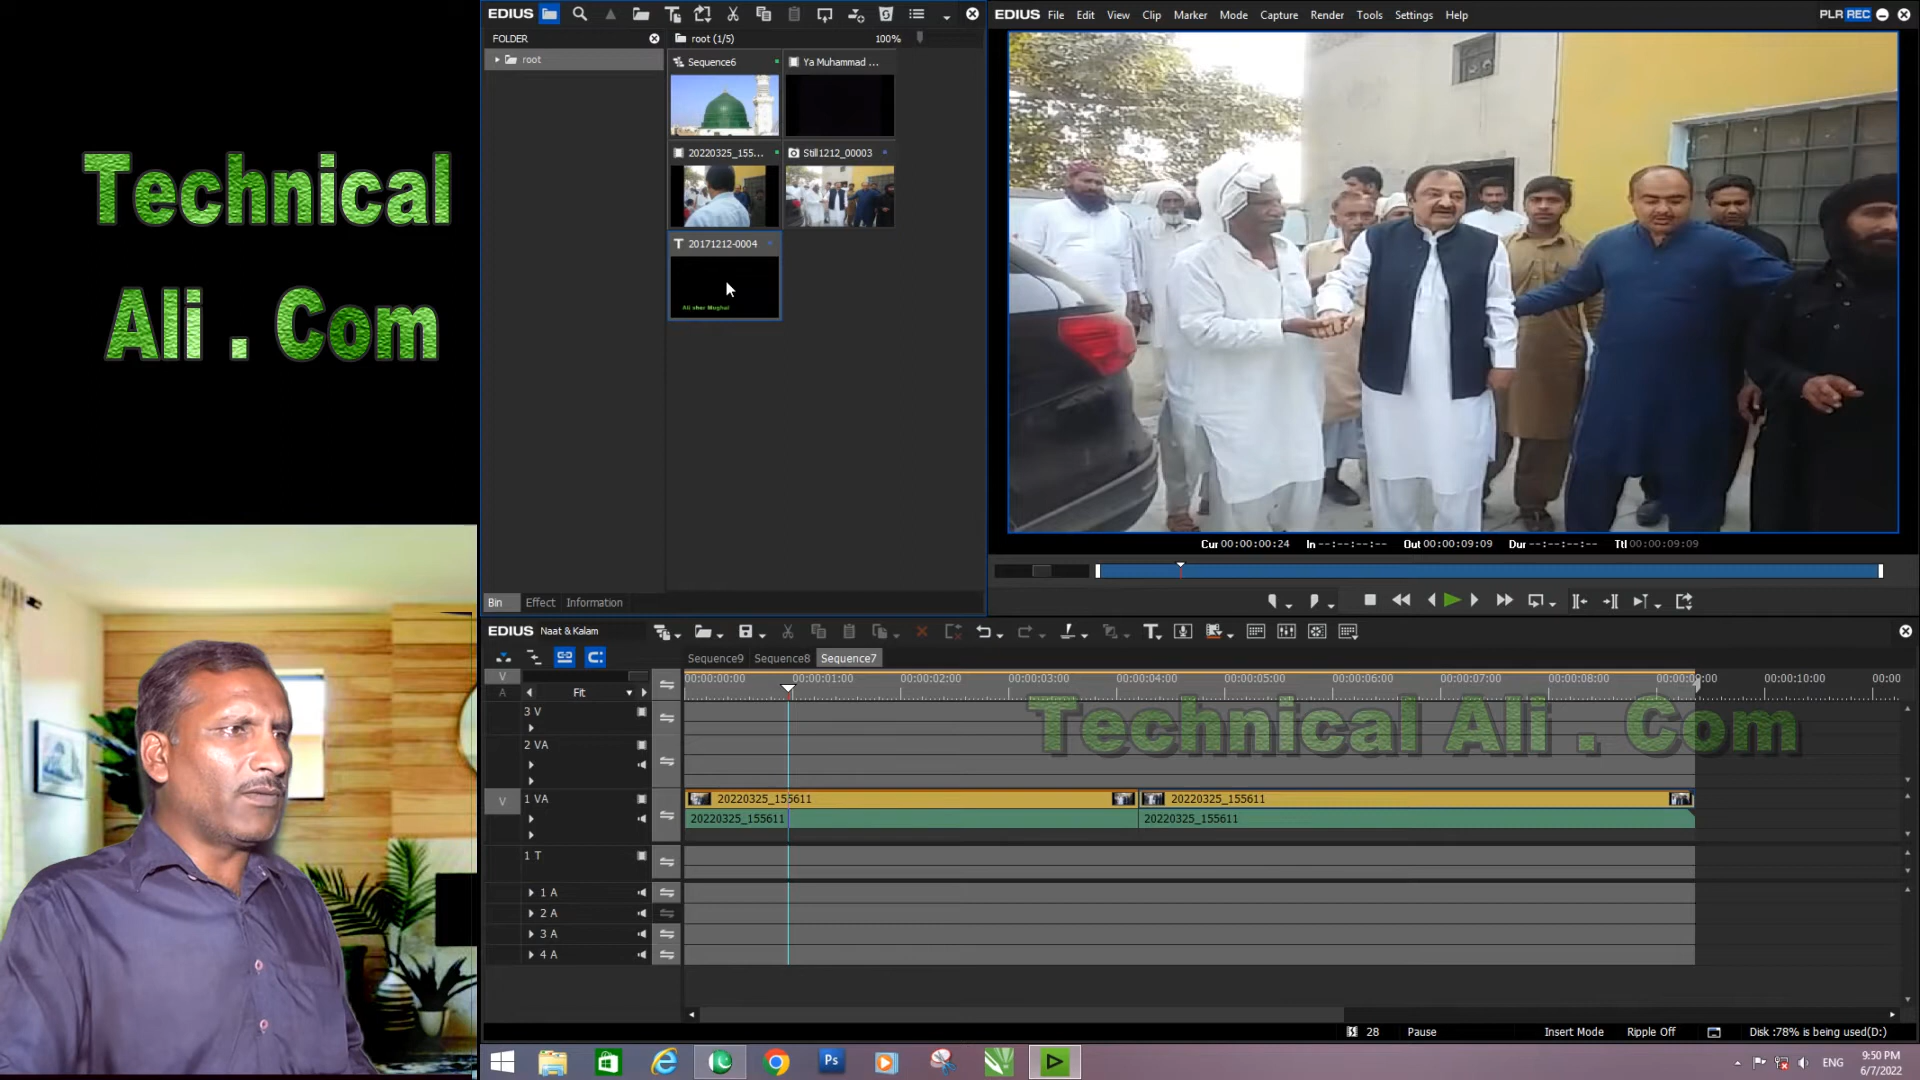 Technical
Ali . Com
EDIUS
FOLDER
root
root (1/5)
100%
Sequence6
Ya Muhammad ...
20220325_155...
Still1212_00003
20171212-0004
Ali sher Mughal
Bin Effect Information
EDIUS File Edit View Clip Marker Mode Capture Render Tools Settings Help
PLR REC
Cur 00:00:00:24 In --:--:--:-- Out 00:00:09:09 Dur --:--:--:-- Ttl 00:00:09:09
EDIUS Naat & Kalam
Sequence9 Sequence8 Sequence7
V
A
Fit
00:00:00:00 00:00:01:00 00:00:02:00 00:00:03:00 00:00:04:00 00:00:05:00 00:00:06:00 00:00:07:00 00:00:08:00 00:00:09:00 00:00:10:00 00:00
3 V
Technical Ali . Com
2 VA
V
1 VA
20220325_155611 20220325_155611
20220325_155611 20220325_155611
1 T
1 A
2 A
3 A
4 A
28 Pause Insert Mode Ripple Off Disk :78% is being used(D:)
Ps
ENG
9:50 PM
6/7/2022